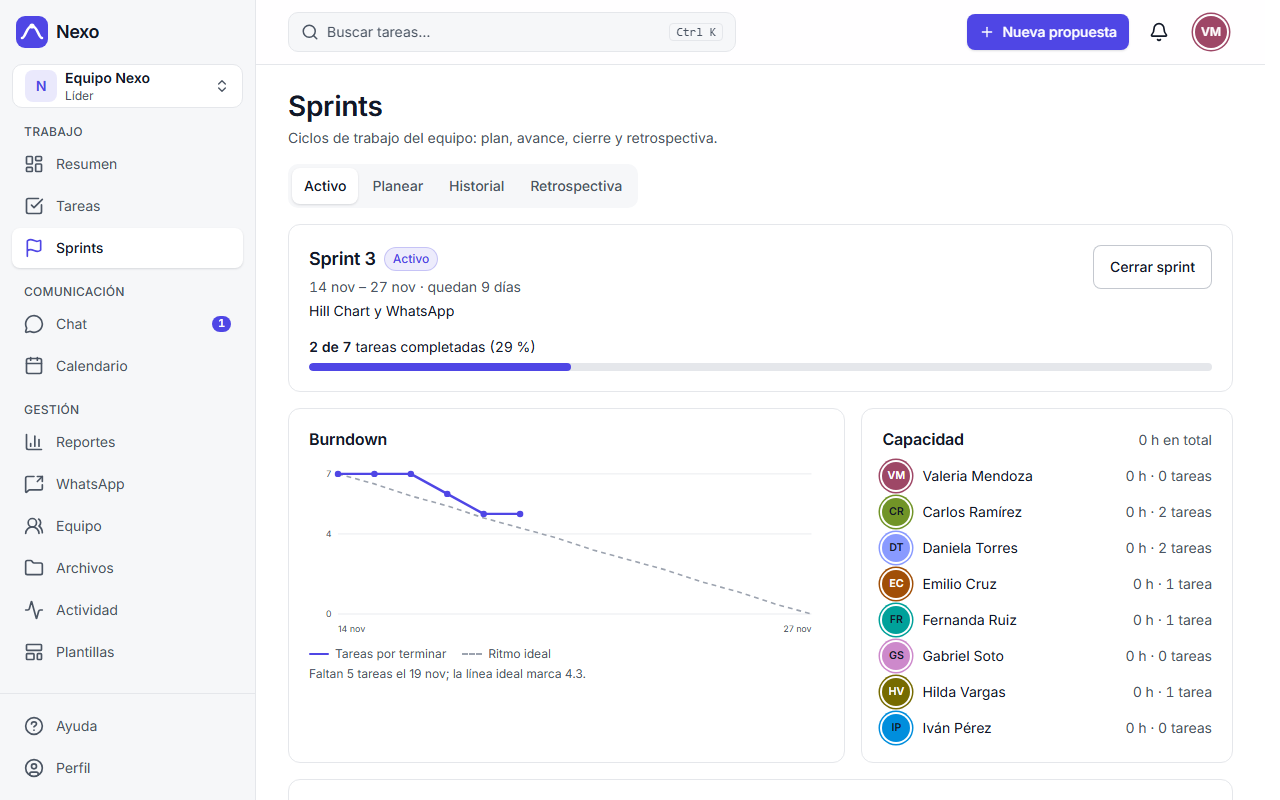 Nexo
Buscar tareas...
Ctrl K
Nueva propuesta
VM
N
Equipo Nexo
Líder
TRABAJO
Resumen
Tareas
Sprints
COMUNICACIÓN
Chat
1
Calendario
GESTIÓN
Reportes
WhatsApp
Equipo
Archivos
Actividad
Plantillas
Ayuda
Perfil
Sprints
Ciclos de trabajo del equipo: plan, avance, cierre y retrospectiva.
Activo
Planear
Historial
Retrospectiva
Sprint 3
Activo
14 nov – 27 nov · quedan 9 días
Hill Chart y WhatsApp
Cerrar sprint
2 de 7 tareas completadas (29 %)
Burndown
7
4
0
14 nov
27 nov
Tareas por terminar
Ritmo ideal
Faltan 5 tareas el 19 nov; la línea ideal marca 4.3.
Capacidad
0 h en total
VM Valeria Mendoza 0 h · 0 tareas
CR Carlos Ramírez 0 h · 2 tareas
DT Daniela Torres 0 h · 2 tareas
EC Emilio Cruz 0 h · 1 tarea
FR Fernanda Ruiz 0 h · 1 tarea
GS Gabriel Soto 0 h · 0 tareas
HV Hilda Vargas 0 h · 1 tarea
IP Iván Pérez 0 h · 0 tareas